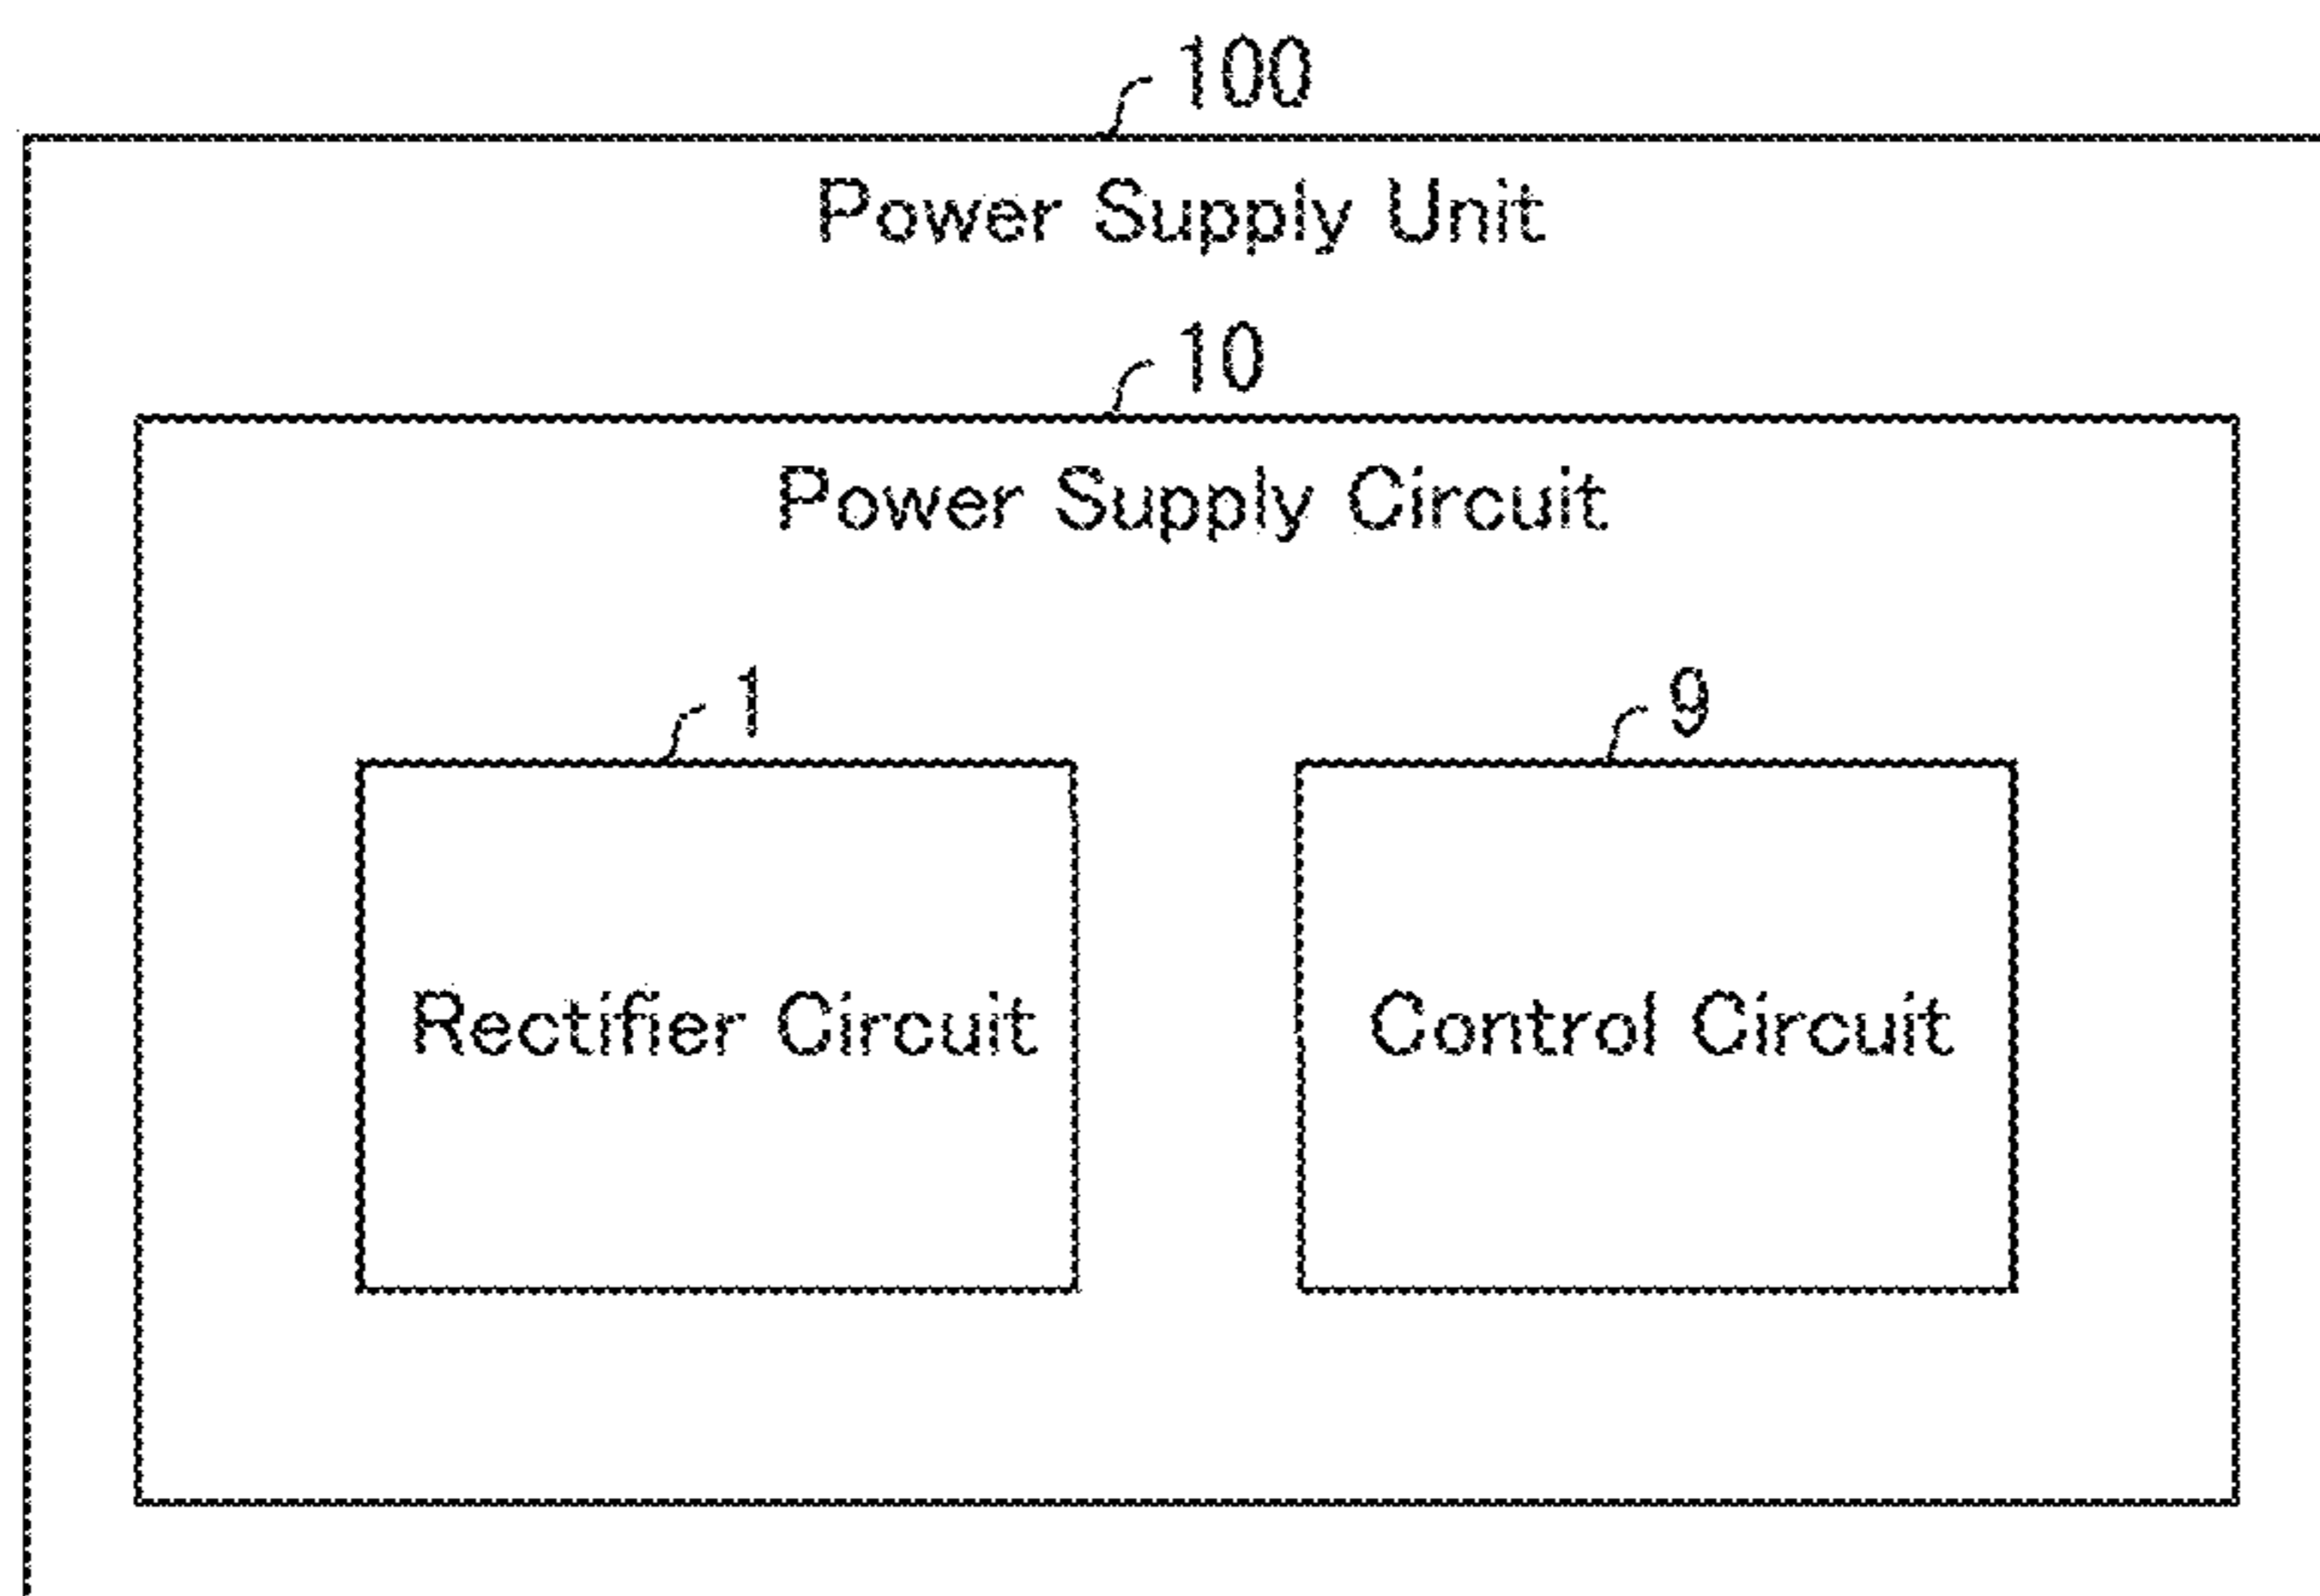 100
Power Supply Unit
10
Power Supply Circuit
1
9
Rectifier Circuit
Control Circuit